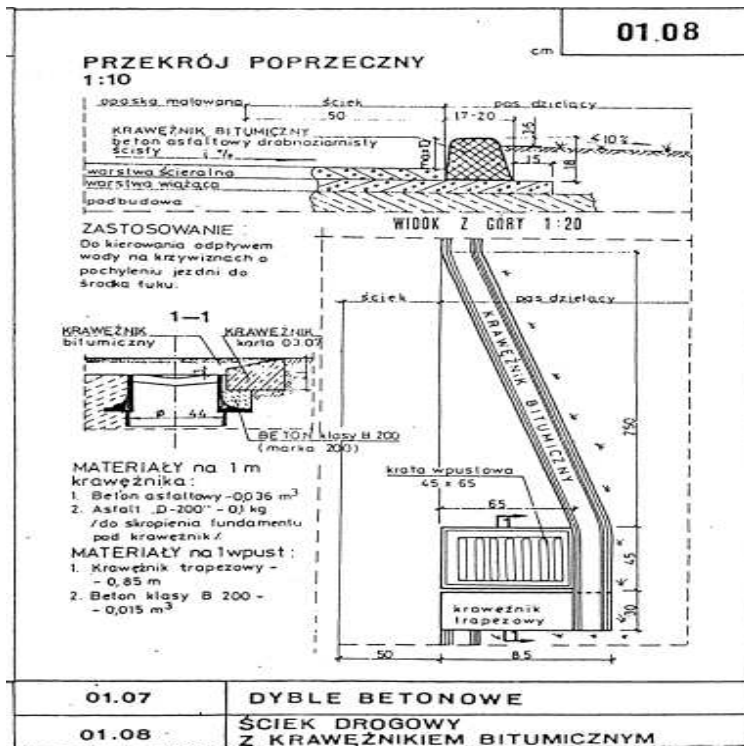 01.08
cm
PRZEKRÓJ POPRZECZNY
1:10
opaska malowana
ściek
pas dzielący
50
17-20
≤10%
KRAWĘŻNIK BITUMICZNY
beton asfaltowy drobnoziarnisty
ścisły
i %
15
18
warstwa ścieralna
warstwa wiążąca
podbudowa
WIDOK Z GÓRY 1:20
ZASTOSOWANIE :
Do kierowania odpływem
wody na krzywiznach o
pochyleniu jezdni do
środka łuku.
ściek
pas dzielący
1—1
KRAWĘŻNIK
bitumiczny
KRAWĘŻNIK
karta 03.07
KRAWĘŻNIK BITUMICZNY
250
44
BETON klasy B 200
(marka 200)
krata wpustowa
45 x 65
65
1
45
MATERIAŁY na 1 m
krawężnika :
1. Beton asfaltowy -0,036 m³
2. Asfalt „D-200" - 0,1 kg
/do skropienia fundamentu
pod krawężnik/.
MATERIAŁY na 1 wpust :
1. Krawężnik trapezowy -
- 0,85 m
2. Beton klasy B 200 -
- 0,015 m³
krawężnik
trapezowy
30
50
85
01.07 DYBLE BETONOWE
01.08 ŚCIEK DROGOWY
Z KRAWĘŻNIKIEM BITUMICZNYM